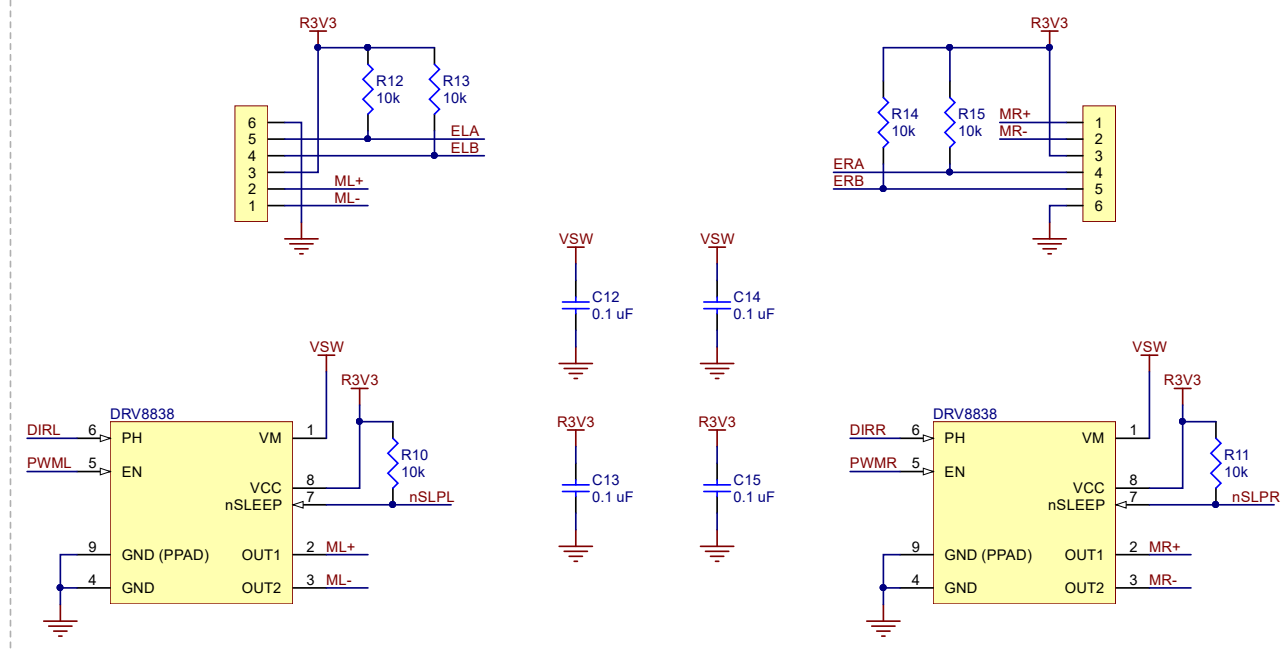 R3V3
R12
10k
R13
10k
6
5
4
3
2
1
ELA
ELB
ML+
ML-
R3V3
R14
10k
R15
10k
MR+
MR-
ERA
ERB
1
2
3
4
5
6
VSW
C12
0.1 uF
VSW
C14
0.1 uF
R3V3
C13
0.1 uF
R3V3
C15
0.1 uF
VSW
R3V3
DRV8838
DIRL
6
PH
PWML
5
EN
9
GND (PPAD)
4
GND
VM
1
VCC
8
nSLEEP
7
nSLPL
R10
10k
OUT1
2
ML+
OUT2
3
ML-
VSW
R3V3
DRV8838
DIRR
6
PH
PWMR
5
EN
9
GND (PPAD)
4
GND
VM
1
VCC
8
nSLEEP
7
nSLPR
R11
10k
OUT1
2
MR+
OUT2
3
MR-